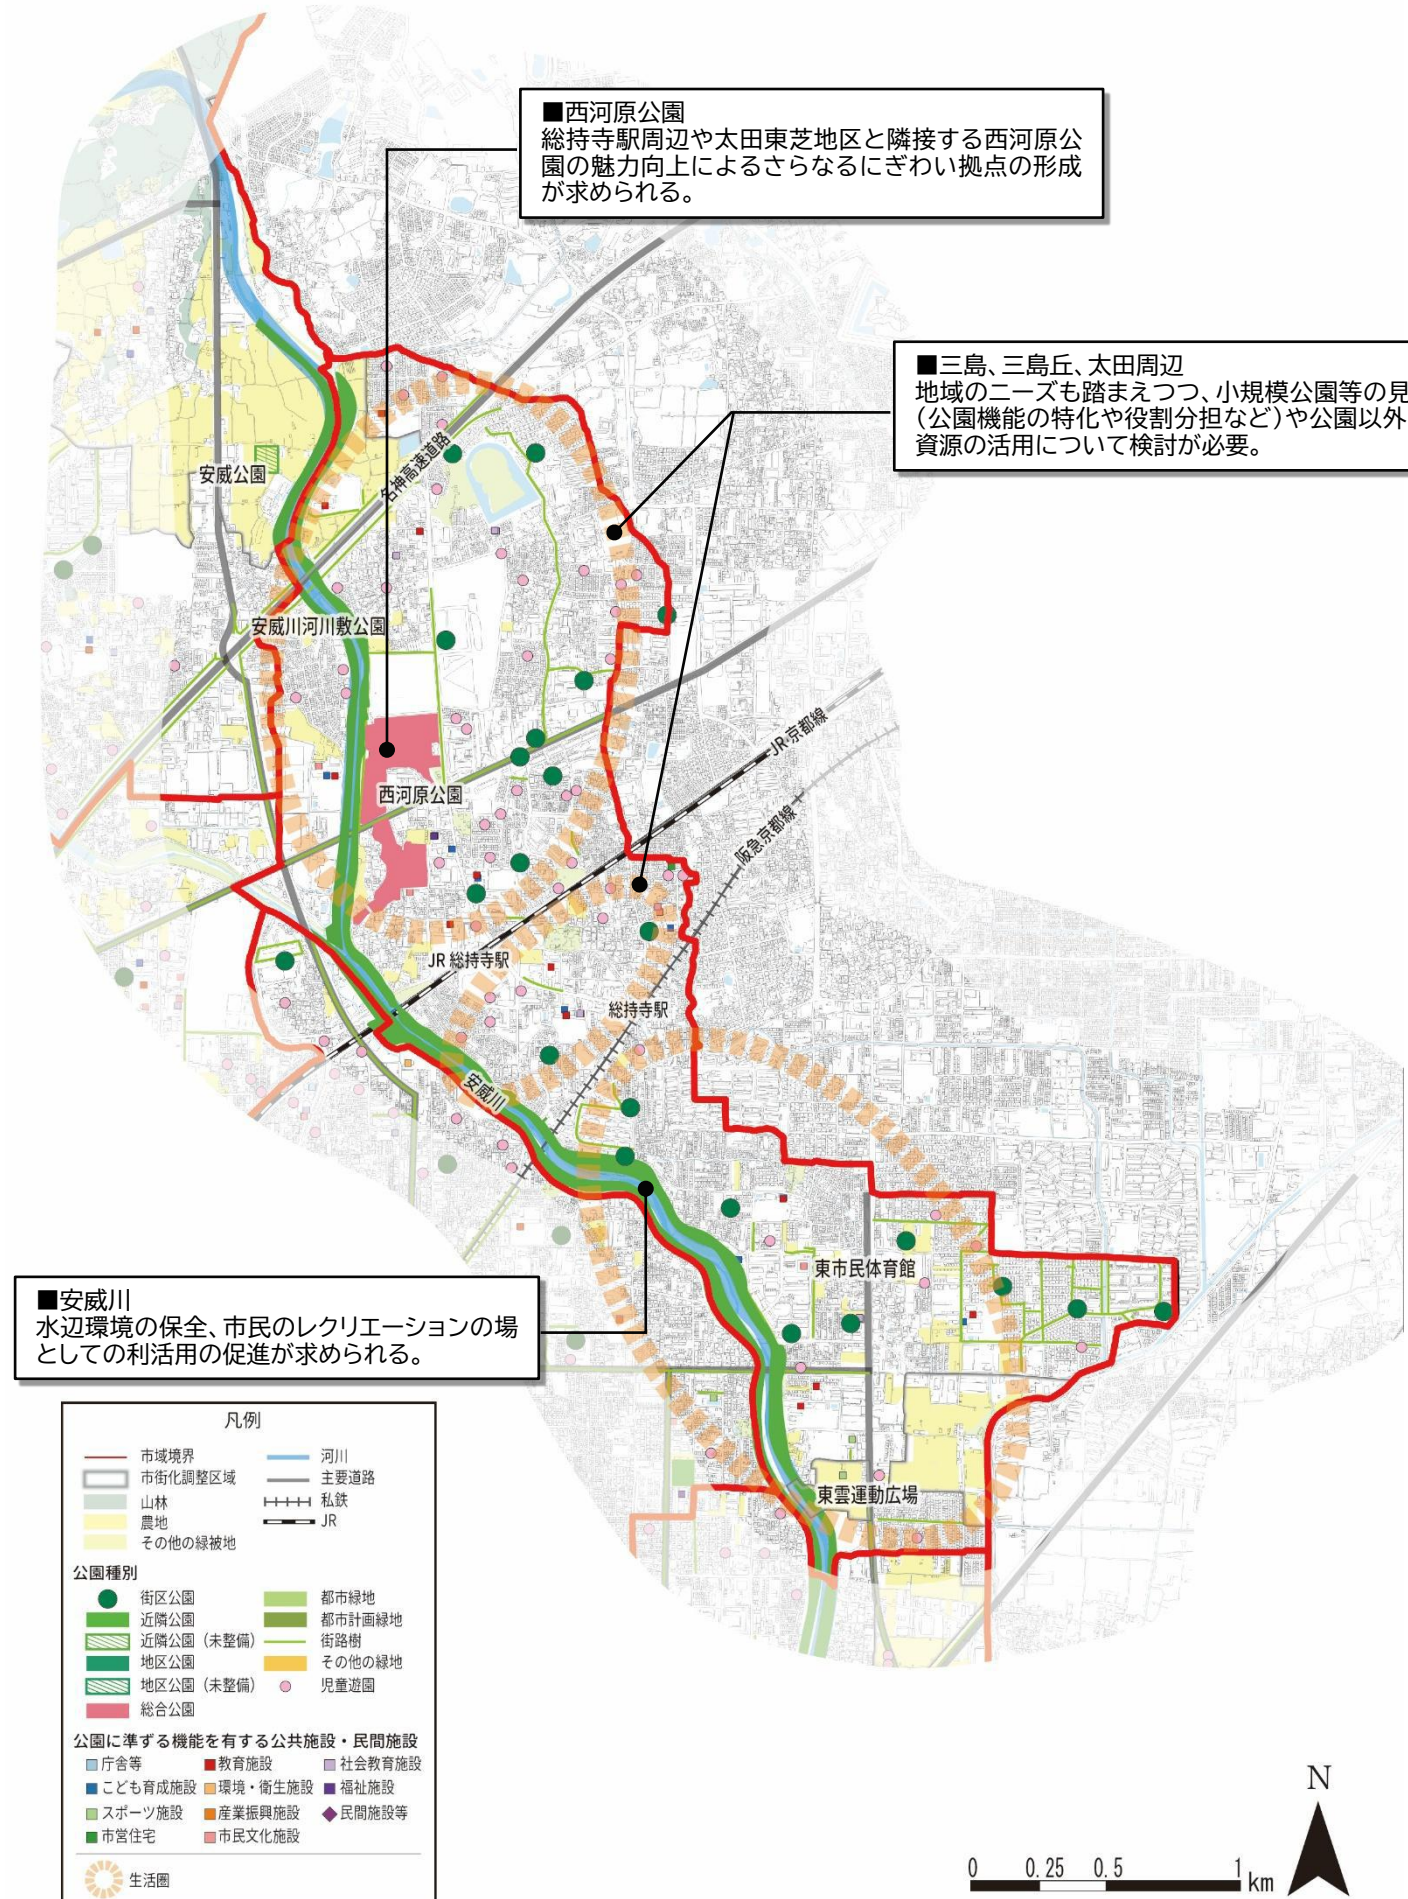 ■西河原公園
総持寺駅周辺や太田東芝地区と隣接する西河原公
園の魅力向上によるさらなるにぎわい拠点の形成
が求められる。
■三島、三島丘、太田周辺
地域のニーズも踏まえつつ、小規模公園等の見
(公園機能の特化や役割分担など)や公園以外
資源の活用について検討が必要。
安威公園
名神高速道路
安威川河川敷公園
JR 京都線
西河原公園
阪急京都線
JR 総持寺駅
総持寺駅
安威川
東市民体育館
■安威川
水辺環境の保全、市民のレクリエーションの場
としての利活用の促進が求められる。
東雲運動広場
凡例
市域境界
河川
市街化調整区域
主要道路
山林
私鉄
農地
JR
その他の緑被地
公園種別
街区公園
都市緑地
近隣公園
都市計画緑地
近隣公園（未整備）
街路樹
地区公園
その他の緑地
地区公園（未整備）
児童遊園
総合公園
公園に準ずる機能を有する公共施設・民間施設
庁舎等
教育施設
社会教育施設
こども育成施設
環境・衛生施設
福祉施設
スポーツ施設
産業振興施設
民間施設等
市営住宅
市民文化施設
生活圏
N
0 0.25 0.5 1 km